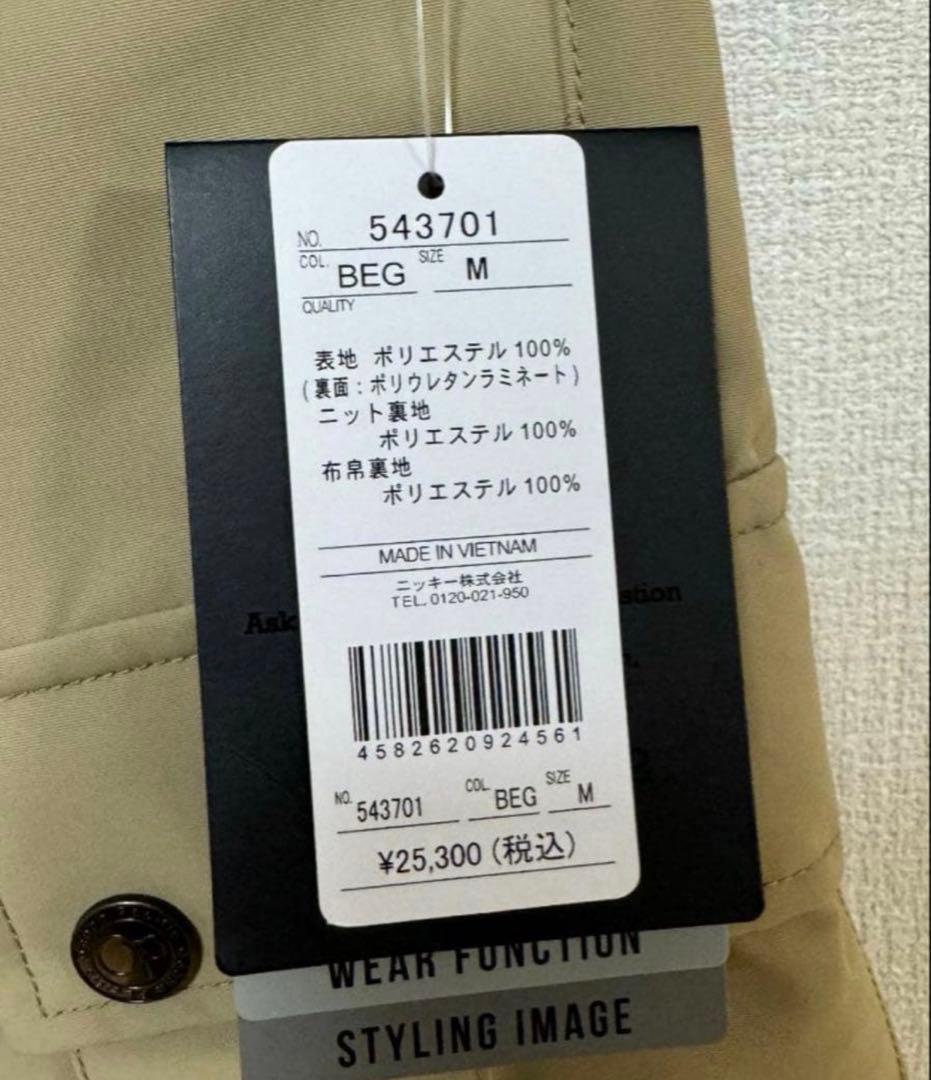 NO. 543701
COL. BEG SIZE M
QUALITY
表地 ポリエステル 100%
(裏面:ポリウレタンラミネート)
ニット裏地
ポリエステル 100%
布帛裏地
ポリエステル 100%
MADE IN VIETNAM
ニッキー株式会社
TEL. 0120-021-950
Ask
stion
4582620924561
NO. 543701 COL. BEG SIZE M
¥25,300(税込)
WEAR FUNCTION
STYLING IMAGE